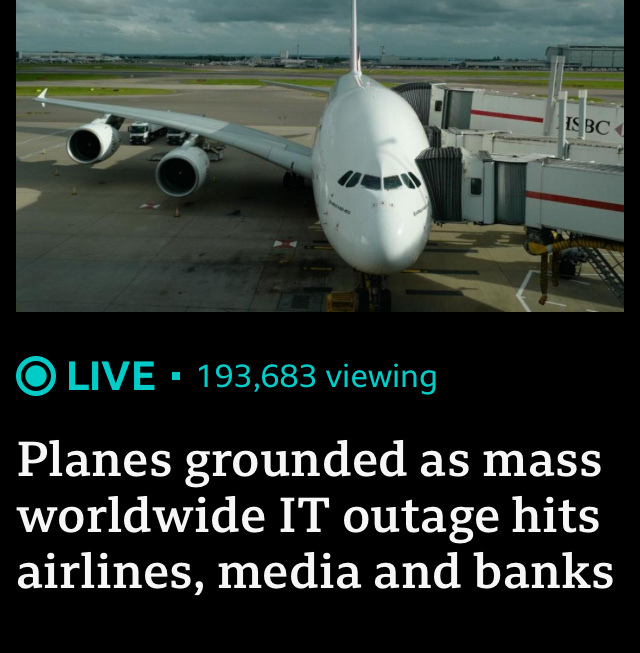 HSBC
LIVE · 193,683 viewing
Planes grounded as mass
worldwide IT outage hits
airlines, media and banks